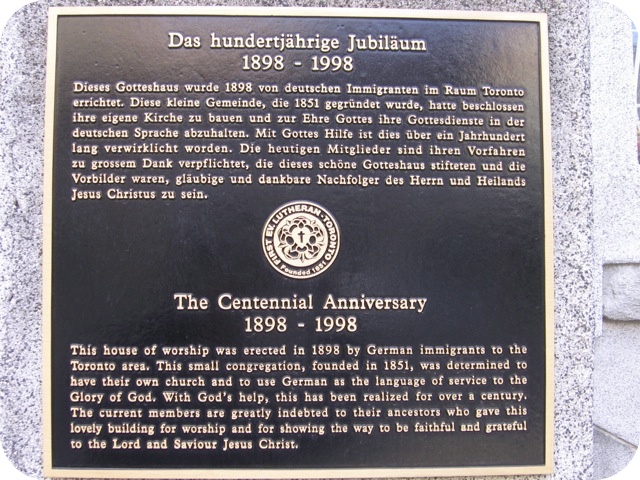 Das hundertjährige Jubiläum
1898 - 1998
Dieses Gotteshaus wurde 1898 von deutschen Immigranten im Raum Toronto
errichtet. Diese kleine Gemeinde, die 1851 gegründet wurde, hatte beschlossen
ihre eigene Kirche zu bauen und zur Ehre Gottes ihre Gottesdienste in der
deutschen Sprache abzuhalten. Mit Gottes Hilfe ist dies über ein Jahrhundert
lang verwirklicht worden. Die heutigen Mitglieder sind ihren Vorfahren
zu grossem Dank verpflichtet, die dieses schöne Gotteshaus stifteten und die
Vorbilder waren, gläubige und dankbare Nachfolger des Herrn und Heilands
Jesus Christus zu sein.
FIRST EV. LUTHERAN · TORONTO
Founded 1851
The Centennial Anniversary
1898 - 1998
This house of worship was erected in 1898 by German immigrants to the
Toronto area. This small congregation, founded in 1851, was determined to
have their own church and to use German as the language of service to the
Glory of God. With God's help, this has been realized for over a century.
The current members are greatly indebted to their ancestors who gave this
lovely building for worship and for showing the way to be faithful and grateful
to the Lord and Saviour Jesus Christ.